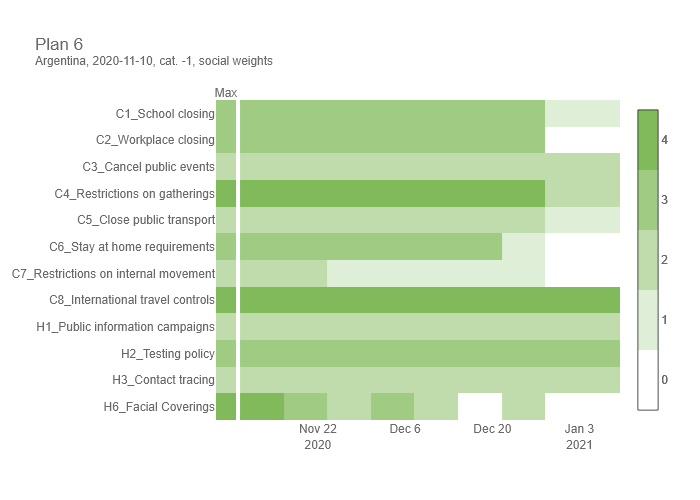 Plan 6
Argentina, 2020-11-10, cat. -1, social weights
Max
C1_School closing
C2_Workplace closing
C3_Cancel public events
C4_Restrictions on gatherings
C5_Close public transport
C6_Stay at home requirements
C7_Restrictions on internal movement
C8_International travel controls
H1_Public information campaigns
H2_Testing policy
H3_Contact tracing
H6_Facial Coverings
Nov 22
2020
Dec 6
Dec 20
Jan 3
2021
4
3
2
1
0